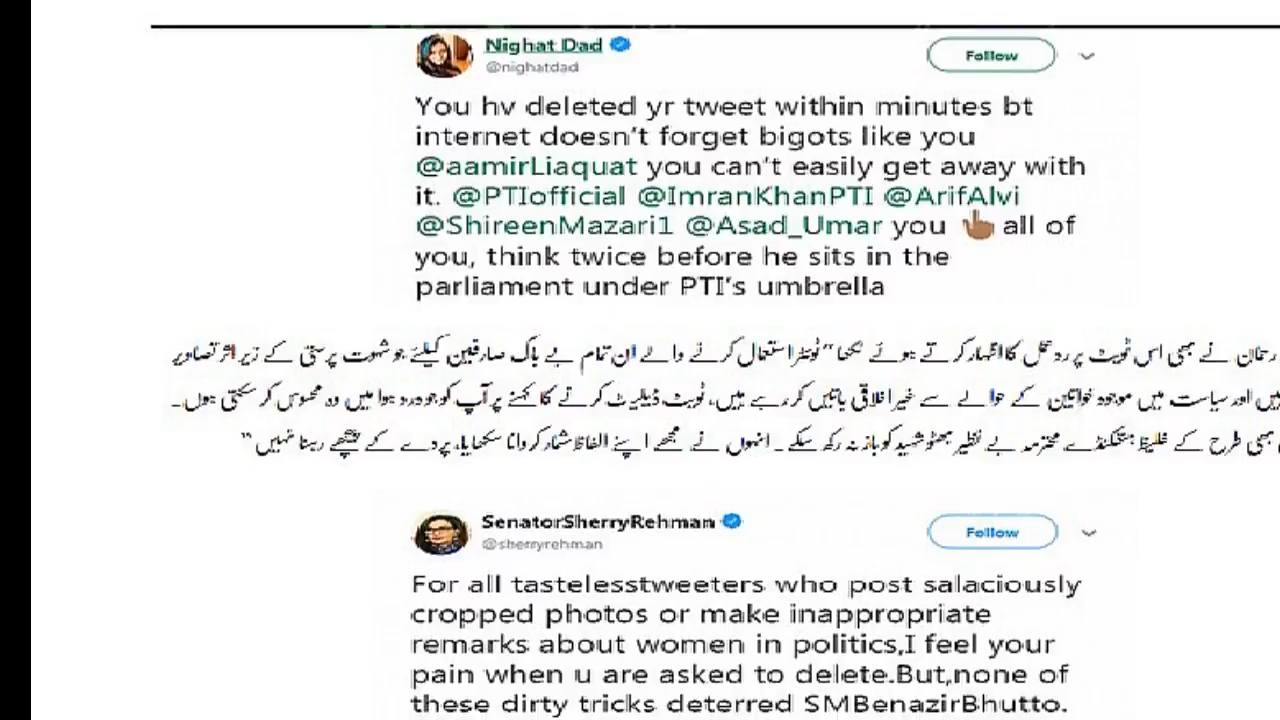 Nighat Dad
Follow
@nighatdad
You hv deleted yr tweet within minutes bt
internet doesn't forget bigots like you
@aamirLiaquat you can't easily get away with
it. @PTIofficial @ImranKhanPTI @ArifAlvi
@ShireenMazari1 @Asad_Umar you 👆🏾 all of
you, think twice before he sits in the
parliament under PTI's umbrella
رحمان نے بھی اس ٹویٹ پر ردعمل کا اظہار کرتے ہوئے لکھا ”ٹویٹر استعمال کرنے والے ان تمام بے باک صارفین کیلئے جو شہوت پرستی کے زیر اثر تصاویر
اور سیاست میں موجود خواتین کے حوالے سے غیر اخلاقی باتیں کر رہے ہیں، ٹویٹ ڈیلیٹ کرنے کا کہنے پر آپ کو جو درد ہوا میں وہ محسوس کر سکتی ہوں۔
بھی طرح کے غلیظ ہتھکنڈے محترمہ بے نظیر بھٹو شہید کو باز نہ رکھ سکے۔ انہوں نے مجھے اپنے الفاظ شمار کروانا سکھایا، پردے کے پیچھے رہنا نہیں“
SenatorSherryRehman
Follow
@sherryrehman
For all tastelesstweeters who post salaciously
cropped photos or make inappropriate
remarks about women in politics,I feel your
pain when u are asked to delete.But,none of
these dirty tricks deterred SMBenazirBhutto.